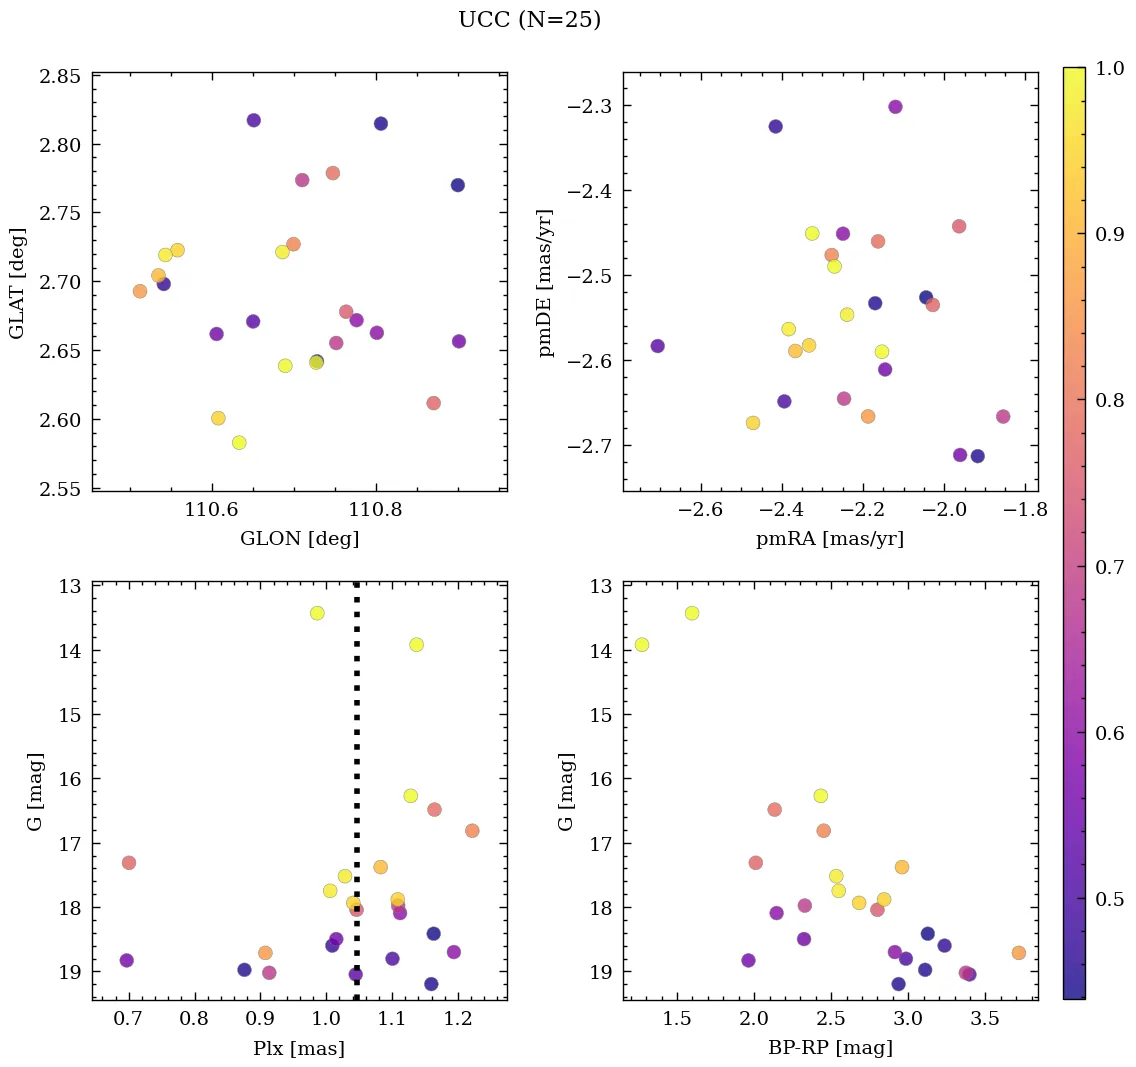 UCC (N=25)
2.85
2.80
2.75
2.70
2.65
2.60
2.55
GLAT [deg]
110.6 110.8
GLON [deg]
−2.3
−2.4
−2.5
−2.6
−2.7
pmDE [mas/yr]
−2.6 −2.4 −2.2 −2.0 −1.8
pmRA [mas/yr]
13
14
15
16
17
18
19
G [mag]
0.7 0.8 0.9 1.0 1.1 1.2
Plx [mas]
13
14
15
16
17
18
19
G [mag]
1.5 2.0 2.5 3.0 3.5
BP-RP [mag]
1.0
0.9
0.8
0.7
0.6
0.5